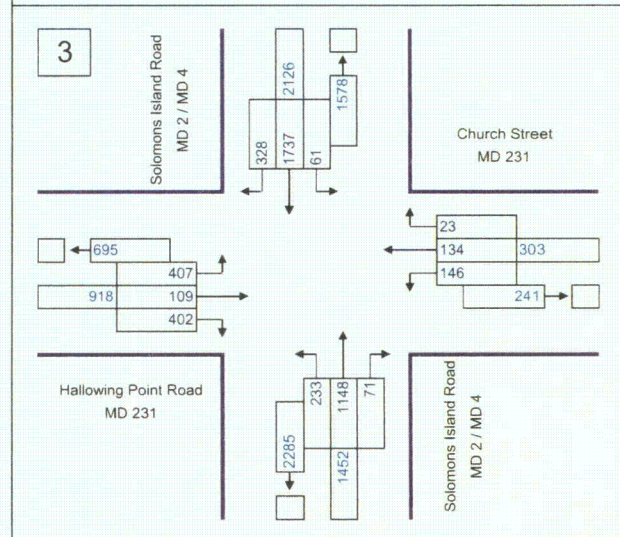 3
Solomons Island Road
MD 2 / MD 4
2126
1578
328
1737
61
Church Street
MD 231
695
407
918
109
402
23
134
303
146
241
Hallowing Point Road
MD 231
233
1148
71
2285
1452
Solomons Island Road
MD 2 / MD 4